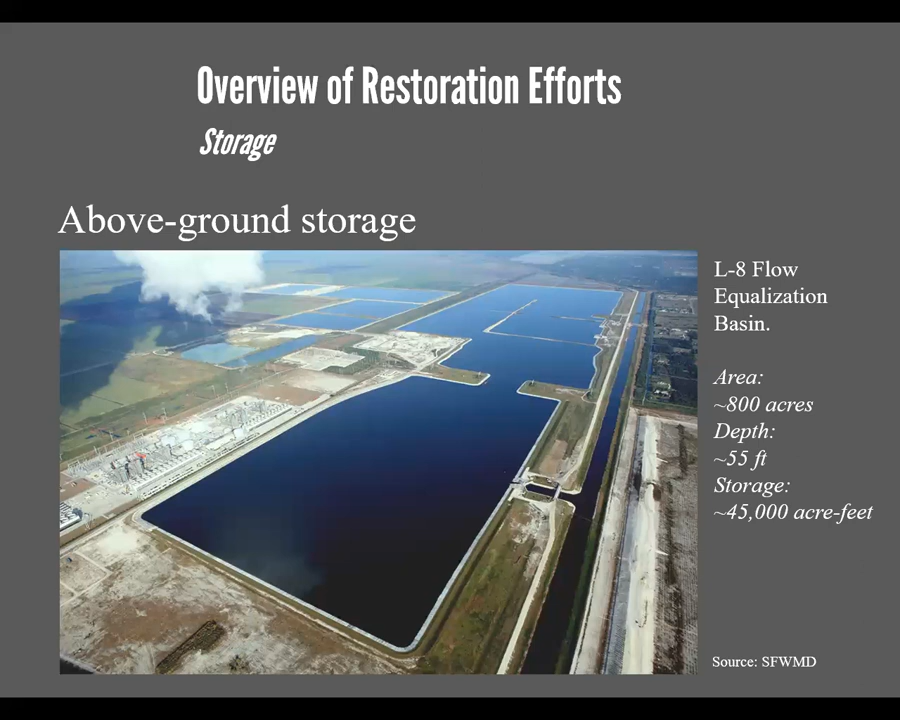 Overview of Restoration Efforts
Storage
Above-ground storage
L-8 Flow
Equalization
Basin.
Area:
~800 acres
Depth:
~55 ft
Storage:
~45,000 acre-feet
Source: SFWMD